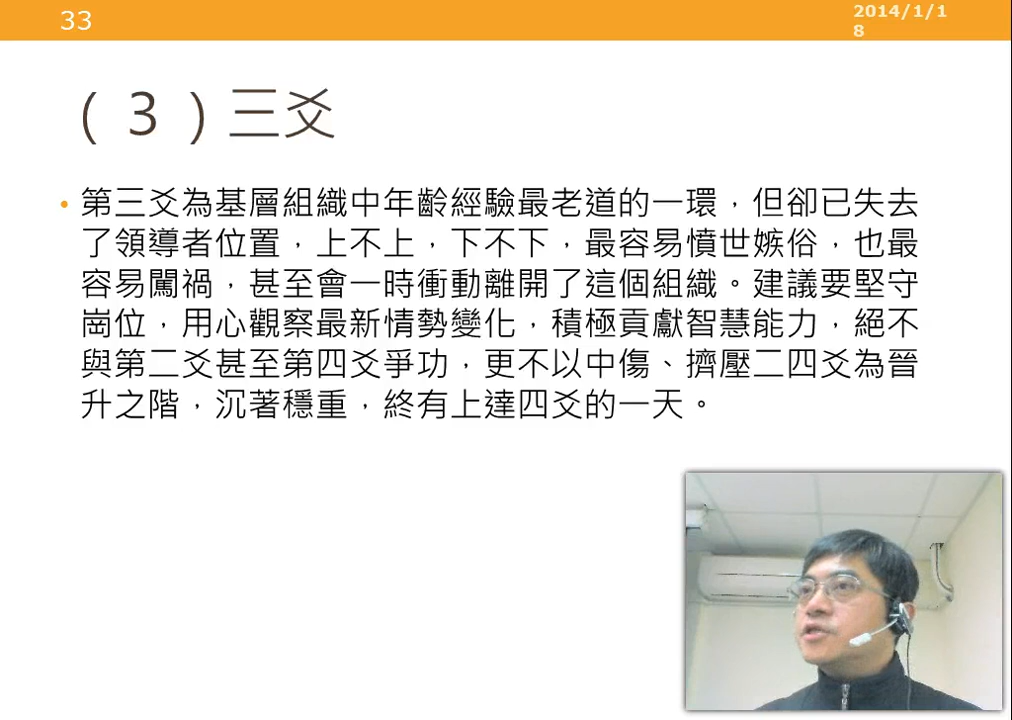 33
2014/1/1
8
（３）三爻
• 第三爻為基層組織中年齡經驗最老道的一環，但卻已失去
了領導者位置，上不上，下不下，最容易憤世嫉俗，也最
容易闖禍，甚至會一時衝動離開了這個組織。建議要堅守
崗位，用心觀察最新情勢變化，積極貢獻智慧能力，絕不
與第二爻甚至第四爻爭功，更不以中傷、擠壓二四爻為晉
升之階，沉著穩重，終有上達四爻的一天。